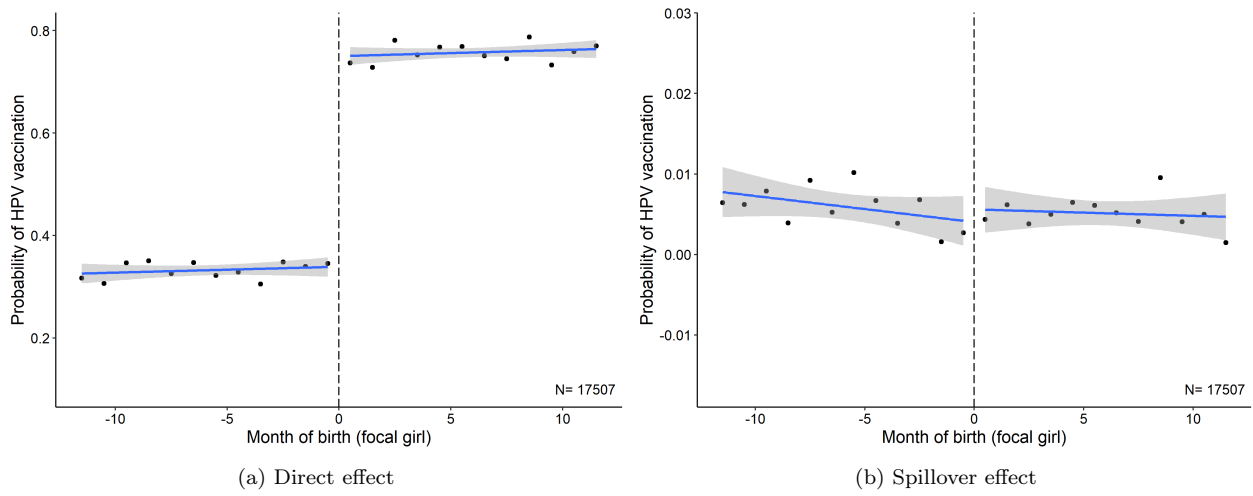 0.8
0.6
0.4
0.2
Probability of HPV vaccination
N= 17507
-10 -5 0 5 10
Month of birth (focal girl)
(a) Direct effect
0.03
0.02
0.01
0.00
-0.01
Probability of HPV vaccination
N= 17507
-10 -5 0 5 10
Month of birth (focal girl)
(b) Spillover effect